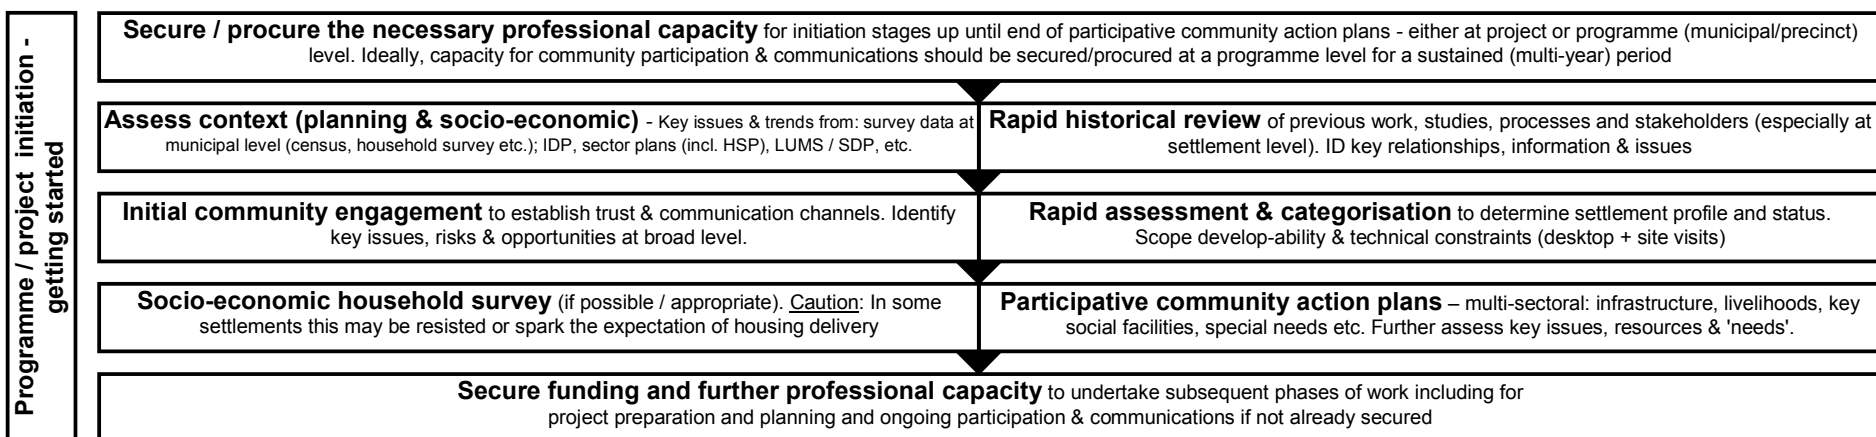 Programme / project initiation -
getting started
Secure / procure the necessary professional capacity for initiation stages up until end of participative community action plans - either at project or programme (municipal/precinct)
level. Ideally, capacity for community participation & communications should be secured/procured at a programme level for a sustained (multi-year) period
Assess context (planning & socio-economic) - Key issues & trends from: survey data at
municipal level (census, household survey etc.); IDP, sector plans (incl. HSP), LUMS / SDP, etc.
Rapid historical review of previous work, studies, processes and stakeholders (especially at
settlement level). ID key relationships, information & issues
Initial community engagement to establish trust & communication channels. Identify
key issues, risks & opportunities at broad level.
Rapid assessment & categorisation to determine settlement profile and status.
Scope develop-ability & technical constraints (desktop + site visits)
Socio-economic household survey (if possible / appropriate). Caution: In some
settlements this may be resisted or spark the expectation of housing delivery
Participative community action plans – multi-sectoral: infrastructure, livelihoods, key
social facilities, special needs etc. Further assess key issues, resources & 'needs'.
Secure funding and further professional capacity to undertake subsequent phases of work including for
project preparation and planning and ongoing participation & communications if not already secured